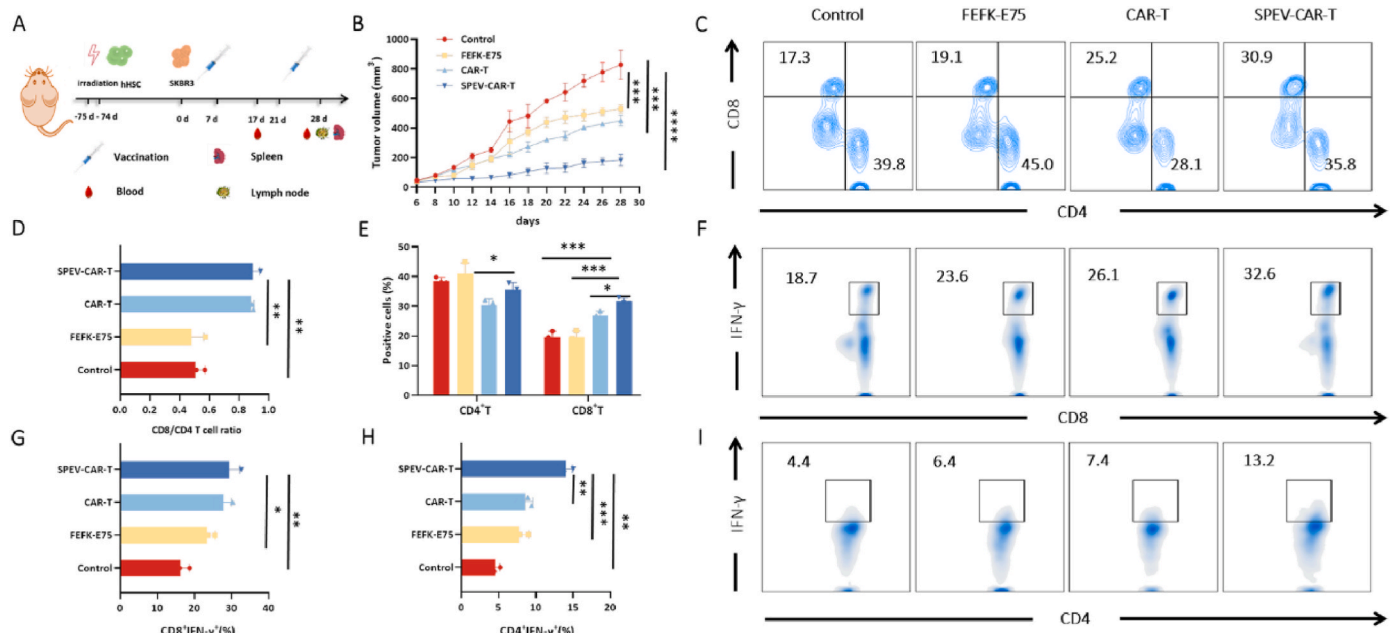 A
irradiation hHSC
SKBR3
-75 d - 74 d
0 d
7 d
17 d
21 d
28 d
Vaccination
Spleen
Blood
Lymph node
B
Control
FEFK-E75
CAR-T
SPEV-CAR-T
Tumor volume (mm³)
1000
800
600
400
200
0
6 8 10 12 14 16 18 20 22 24 26 28 30
days
***
***
****
C
Control
FEFK-E75
CAR-T
SPEV-CAR-T
17.3
39.8
19.1
45.0
25.2
28.1
30.9
35.8
CD8
CD4
D
SPEV-CAR-T
CAR-T
FEFK-E75
Control
0.0 0.2 0.4 0.6 0.8 1.0
CD8/CD4 T cell ratio
**
**
E
Positive cells (%)
50
40
30
20
10
0
CD4⁺T
CD8⁺T
*
***
***
*
F
18.7
23.6
26.1
32.6
IFN-γ
CD8
G
SPEV-CAR-T
CAR-T
FEFK-E75
Control
0 10 20 30 40
CD8⁺IFN-γ⁺(%)
*
**
H
SPEV-CAR-T
CAR-T
FEFK-E75
Control
0 5 10 15 20
CD4⁺IFN-γ⁺(%)
**
***
**
I
4.4
6.4
7.4
13.2
IFN-γ
CD4